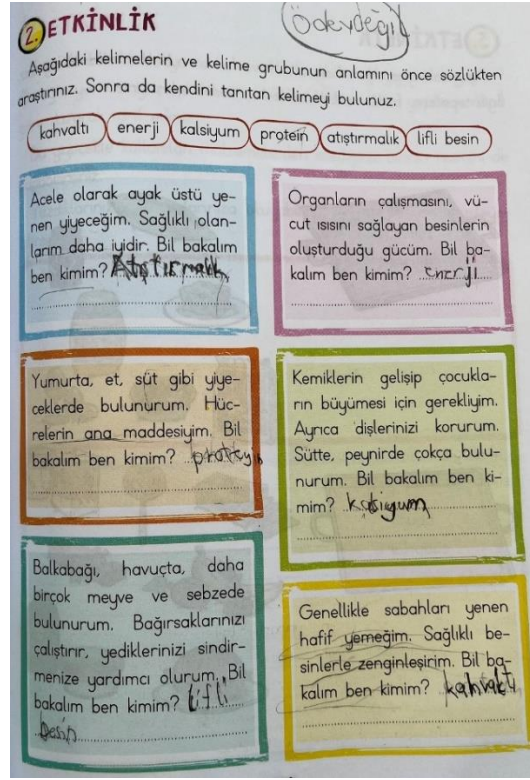 2. ETKİNLİK
Ödevdeğil
Aşağıdaki kelimelerin ve kelime grubunun anlamını önce sözlükten
araştırınız. Sonra da kendini tanıtan kelimeyi bulunuz.
kahvaltı enerji kalsiyum protein atıştırmalık lifli besin
Acele olarak ayak üstü ye-
nen yiyeceğim. Sağlıklı olan-
larım daha iyidir. Bil bakalım
ben kimim? Atıştırmalık
Organların çalışmasını, vü-
cut ısısını sağlayan besinlerin
oluşturduğu gücüm. Bil ba-
kalım ben kimim? enerji
Yumurta, et, süt gibi yiye-
ceklerde bulunurum. Hüc-
relerin ana maddesiyim. Bil
bakalım ben kimim? proteyin
Kemiklerin gelişip çocukla-
rın büyümesi için gerekliyim.
Ayrıca dişlerinizi korurum.
Sütte, peynirde çokça bulu-
nurum. Bil bakalım ben ki-
mim? kalsiyum
Balkabağı, havuçta, daha
birçok meyve ve sebzede
bulunurum. Bağırsaklarınızı
çalıştırır, yediklerinizi sindir-
menize yardımcı olurum. Bil
bakalım ben kimim? lifli
besin
Genellikle sabahları yenen
hafif yemeğim. Sağlıklı be-
sinlerle zenginleşirim. Bil ba-
kalım ben kimim? kahvaltı